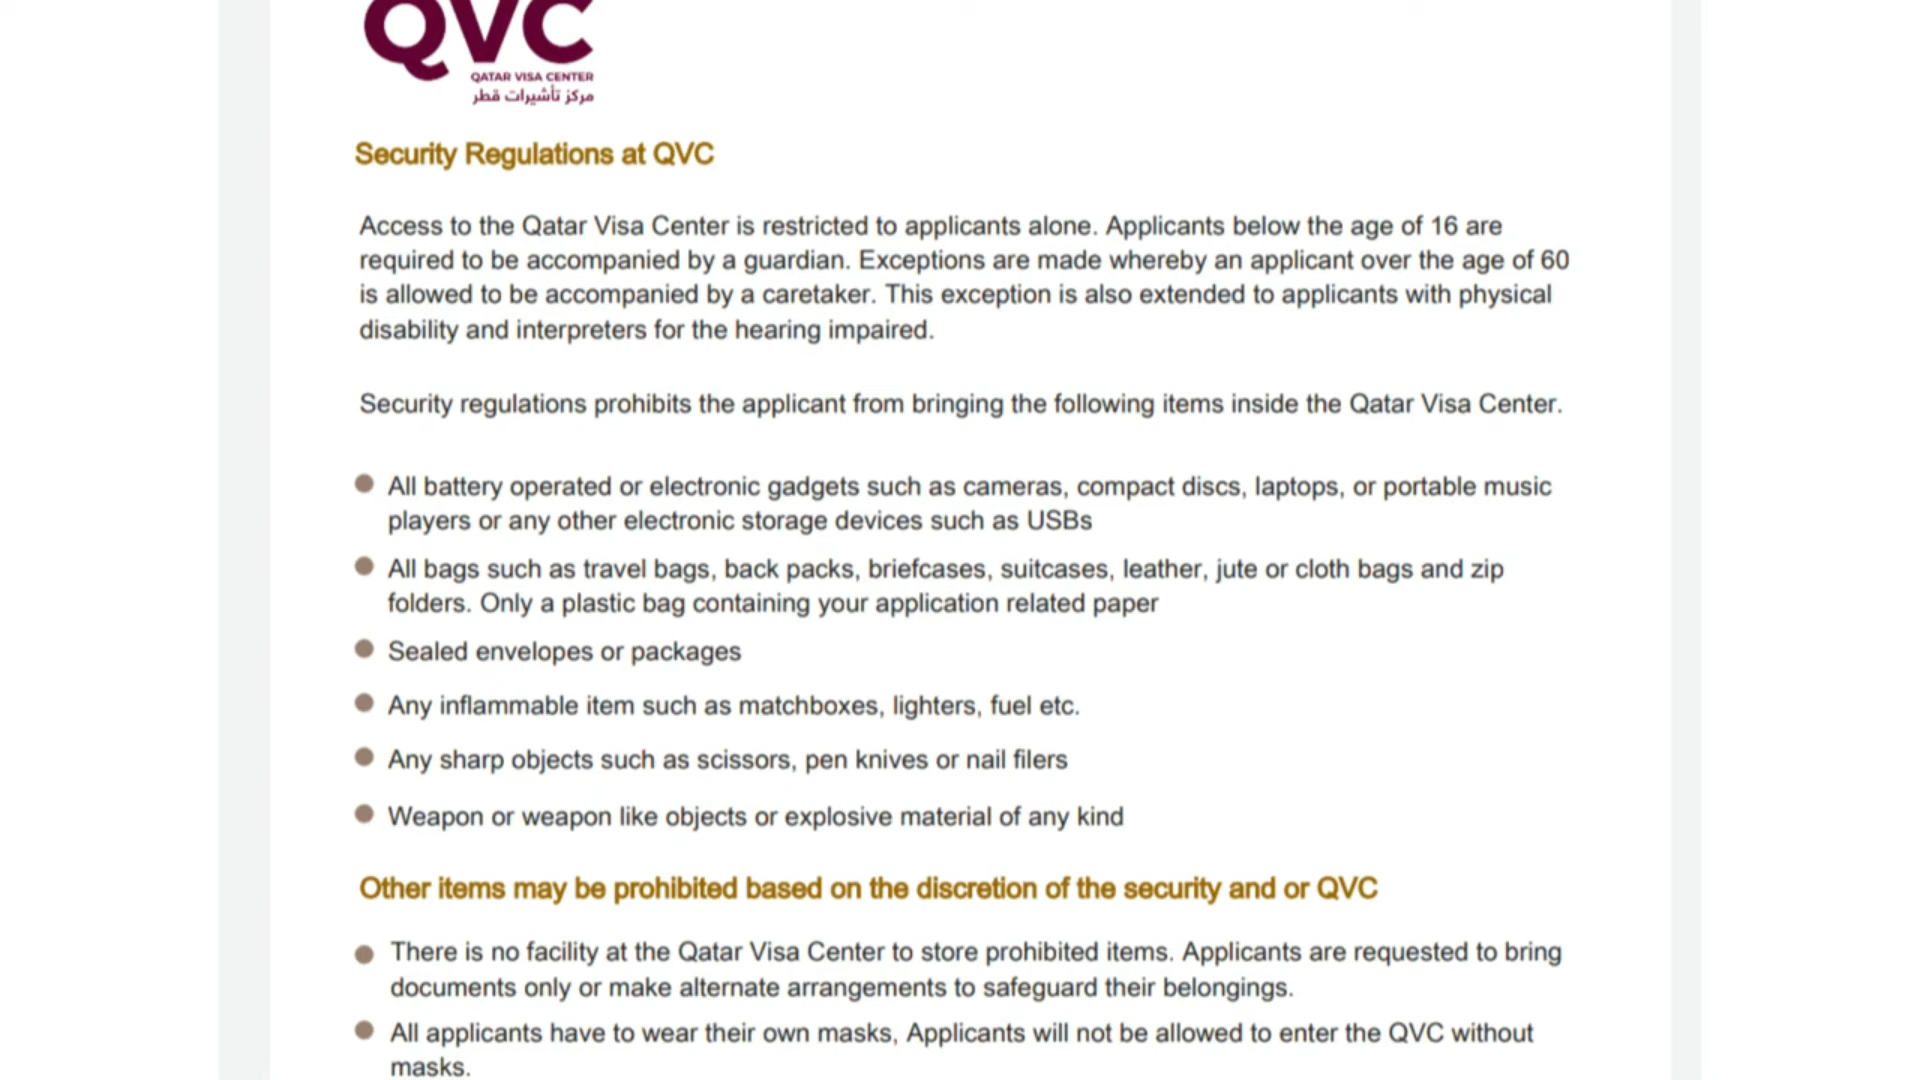 QVC
QATAR VISA CENTER
مركز تأشيرات قطر
Security Regulations at QVC
Access to the Qatar Visa Center is restricted to applicants alone. Applicants below the age of 16 are
required to be accompanied by a guardian. Exceptions are made whereby an applicant over the age of 60
is allowed to be accompanied by a caretaker. This exception is also extended to applicants with physical
disability and interpreters for the hearing impaired.
Security regulations prohibits the applicant from bringing the following items inside the Qatar Visa Center.
All battery operated or electronic gadgets such as cameras, compact discs, laptops, or portable music
players or any other electronic storage devices such as USBs
All bags such as travel bags, back packs, briefcases, suitcases, leather, jute or cloth bags and zip
folders. Only a plastic bag containing your application related paper
Sealed envelopes or packages
Any inflammable item such as matchboxes, lighters, fuel etc.
Any sharp objects such as scissors, pen knives or nail filers
Weapon or weapon like objects or explosive material of any kind
Other items may be prohibited based on the discretion of the security and or QVC
There is no facility at the Qatar Visa Center to store prohibited items. Applicants are requested to bring
documents only or make alternate arrangements to safeguard their belongings.
All applicants have to wear their own masks, Applicants will not be allowed to enter the QVC without
masks.